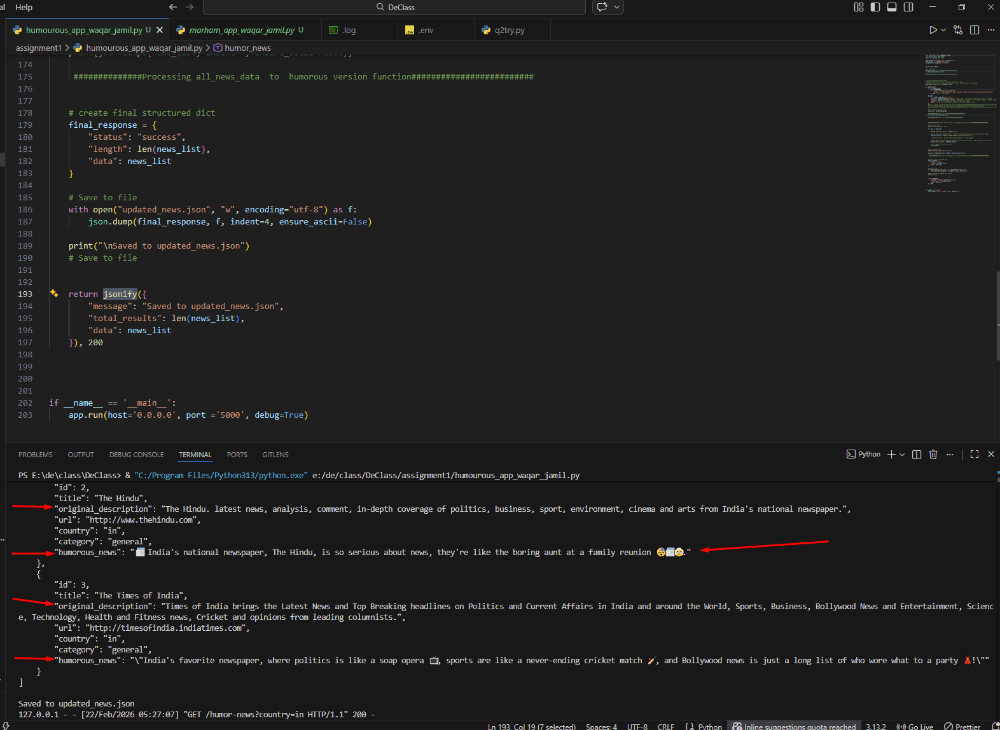 al Help
DeClass
humourous_app_waqar_jamil.py U
marham_app_waqar_jamil.py U
.log
.env
q2try.py
assignment1 > humourous_app_waqar_jamil.py > humor_news
174
175 ##############Processing all_news_data  to  humorous version function#########################
176
177
178 # create final structured dict
179 final_response = {
180 "status": "success",
181 "length": len(news_list),
182 "data": news_list
183 }
184
185 # Save to file
186 with open("updated_news.json", "w", encoding="utf-8") as f:
187 json.dump(final_response, f, indent=4, ensure_ascii=False)
188
189 print("\nSaved to updated_news.json")
190 # Save to file
191
192
193 return jsonify({
194 "message": "Saved to updated_news.json",
195 "total_results": len(news_list),
196 "data": news_list
197 }), 200
198
199
200
201
202 if __name__ == '__main__':
203 app.run(host='0.0.0.0', port ='5000', debug=True)
PROBLEMS OUTPUT DEBUG CONSOLE TERMINAL PORTS GITLENS
Python
PS E:\de\class\DeClass> & "C:/Program Files/Python313/python.exe" e:/de/class/DeClass/assignment1/humourous_app_waqar_jamil.py
"id": 2,
"title": "The Hindu",
"original_description": "The Hindu. latest news, analysis, comment, in-depth coverage of politics, business, sport, environment, cinema and arts from India's national newspaper.",
"url": "http://www.thehindu.com",
"country": "in",
"category": "general",
"humorous_news": "📰 India's national newspaper, The Hindu, is so serious about news, they're like the boring aunt at a family reunion 😴📰👵."
},
{
"id": 3,
"title": "The Times of India",
"original_description": "Times of India brings the Latest News and Top Breaking headlines on Politics and Current Affairs in India and around the World, Sports, Business, Bollywood News and Entertainment, Scienc
e, Technology, Health and Fitness news, Cricket and opinions from leading columnists.",
"url": "http://timesofindia.indiatimes.com",
"country": "in",
"category": "general",
"humorous_news": "\"India's favorite newspaper, where politics is like a soap opera 📺, sports are like a never-ending cricket match 🏏, and Bollywood news is just a long list of who wore what to a party 💃!\""
}
]
Saved to updated_news.json
127.0.0.1 - - [22/Feb/2026 05:27:07] "GET /humor-news?country=in HTTP/1.1" 200 -
Ln 193, Col 19 (7 selected) Spaces: 4 UTF-8 CRLF { } Python Inline suggestions quota reached 3.13.2 Go Live Prettier